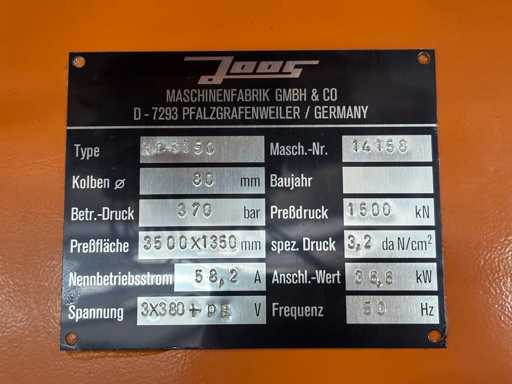 Joos
MASCHINENFABRIK GMBH & CO
D - 7293 PFALZGRAFENWEILER / GERMANY
Type Masch.-Nr. 14158
Kolben ø 80 mm Baujahr
Betr.-Druck 370 bar Preßdruck 1500 kN
Preßfläche 3500X1350 mm spez. Druck 3,2 daN/cm²
Nennbetriebsstrom 58,2 A Anschl.-Wert 36,6 kW
Spannung 3X380+PE V Frequenz 50 Hz